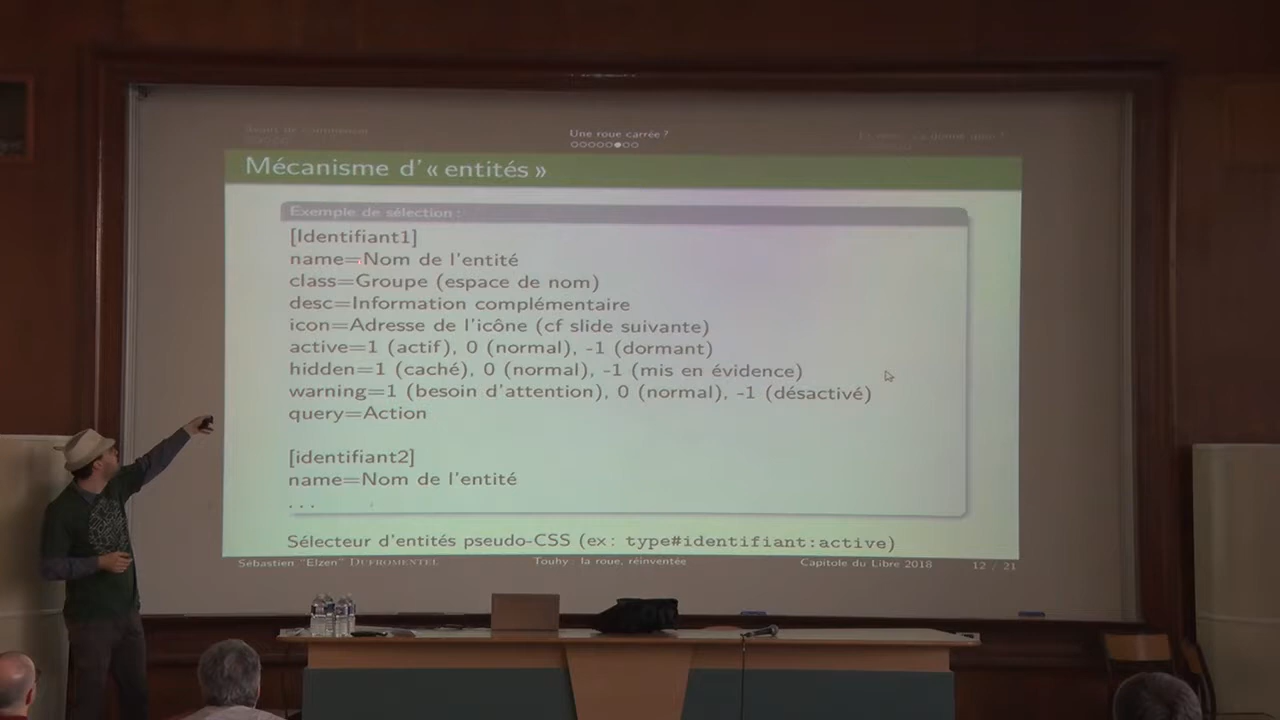 Avant de commencer
Une roue carrée ?
Mécanisme d'« entités »
Exemple de sélection :
[Identifiant1]
name=Nom de l'entité
class=Groupe (espace de nom)
desc=Information complémentaire
icon=Adresse de l'icône (cf slide suivante)
active=1 (actif), 0 (normal), -1 (dormant)
hidden=1 (caché), 0 (normal), -1 (mis en évidence)
warning=1 (besoin d'attention), 0 (normal), -1 (désactivé)
query=Action
[identifiant2]
name=Nom de l'entité
...
Sélecteur d'entités pseudo-CSS (ex: type#identifiant:active)
Sébastien "Elzen" DUFROMENTEL
Touhy : la roue, réinventée
Capitole du Libre 2018
12 / 21